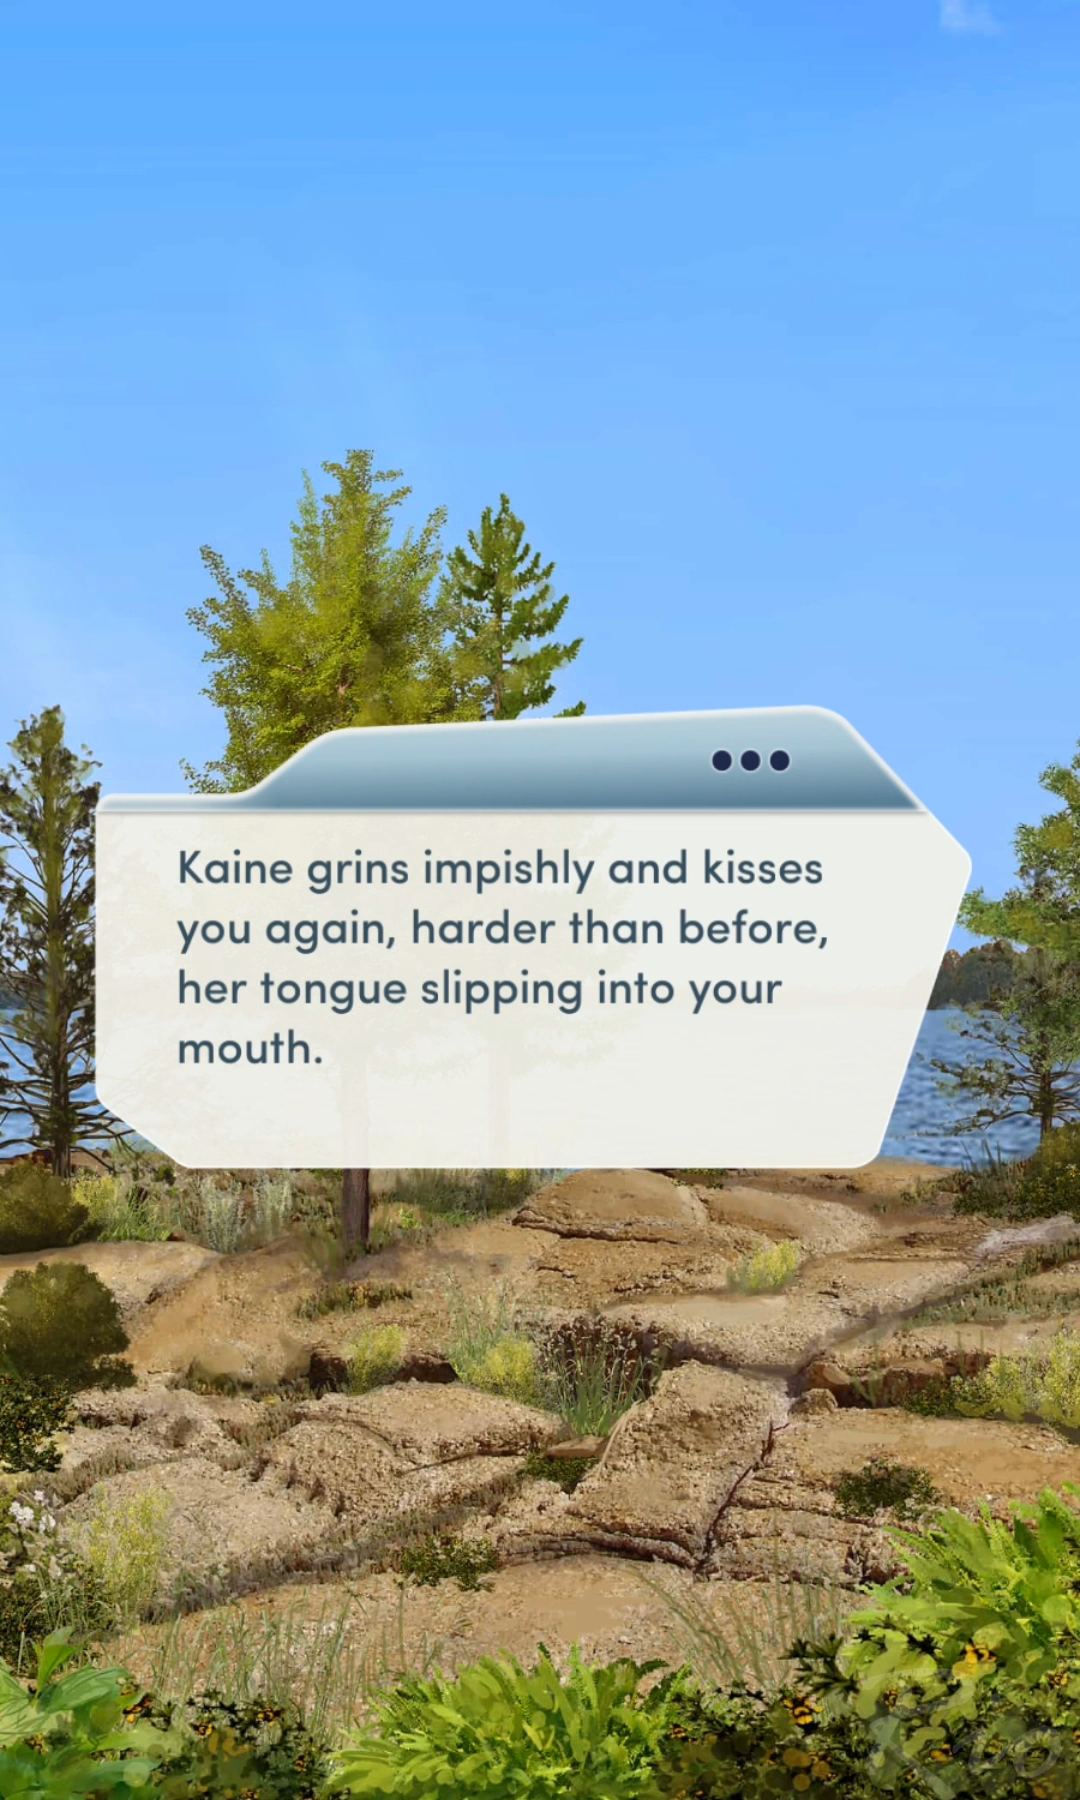 Kaine grins impishly and kisses
you again, harder than before,
her tongue slipping into your
mouth.